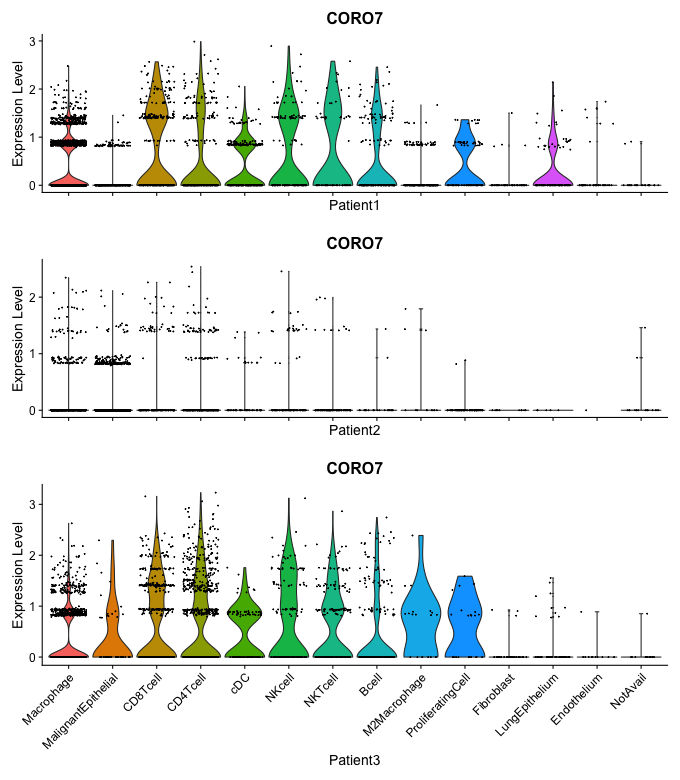 CORO7
Expression Level
3
2
1
0
Patient1
CORO7
Expression Level
2
1
0
Patient2
CORO7
Expression Level
3
2
1
0
Macrophage
MalignantEpithelial
CD8Tcell
CD4Tcell
cDC
NKcell
NKTcell
Bcell
M2Macrophage
ProliferatingCell
Fibroblast
LungEpithelium
Endothelium
NotAvail
Patient3